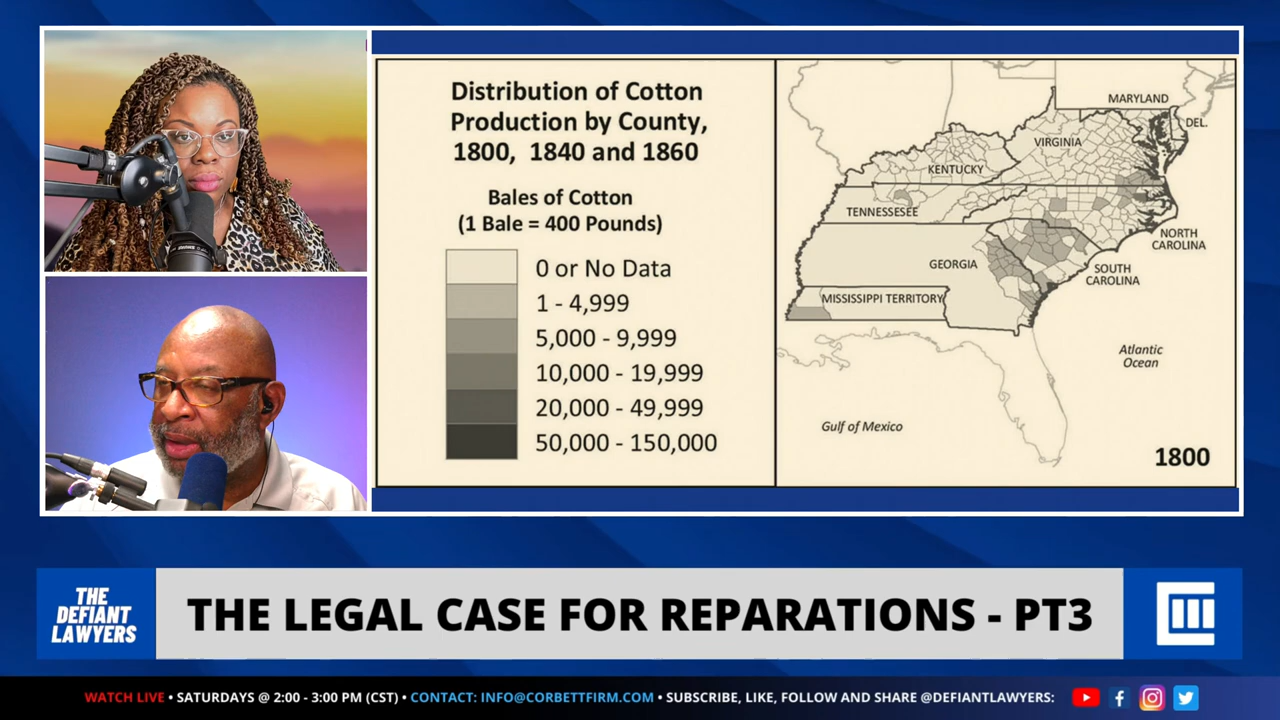 Distribution of Cotton
Production by County,
1800, 1840 and 1860
Bales of Cotton
(1 Bale = 400 Pounds)
0 or No Data
1 - 4,999
5,000 - 9,999
10,000 - 19,999
20,000 - 49,999
50,000 - 150,000
MARYLAND
DEL.
VIRGINIA
KENTUCKY
TENNESSEE
NORTH
CAROLINA
GEORGIA
SOUTH
CAROLINA
MISSISSIPPI TERRITORY
Atlantic
Ocean
Gulf of Mexico
1800
THE
DEFIANT
LAWYERS
THE LEGAL CASE FOR REPARATIONS - PT3
WATCH LIVE • SATURDAYS @ 2:00 - 3:00 PM (CST) • CONTACT: INFO@CORBETTFIRM.COM • SUBSCRIBE, LIKE, FOLLOW AND SHARE @DEFIANTLAWYERS: